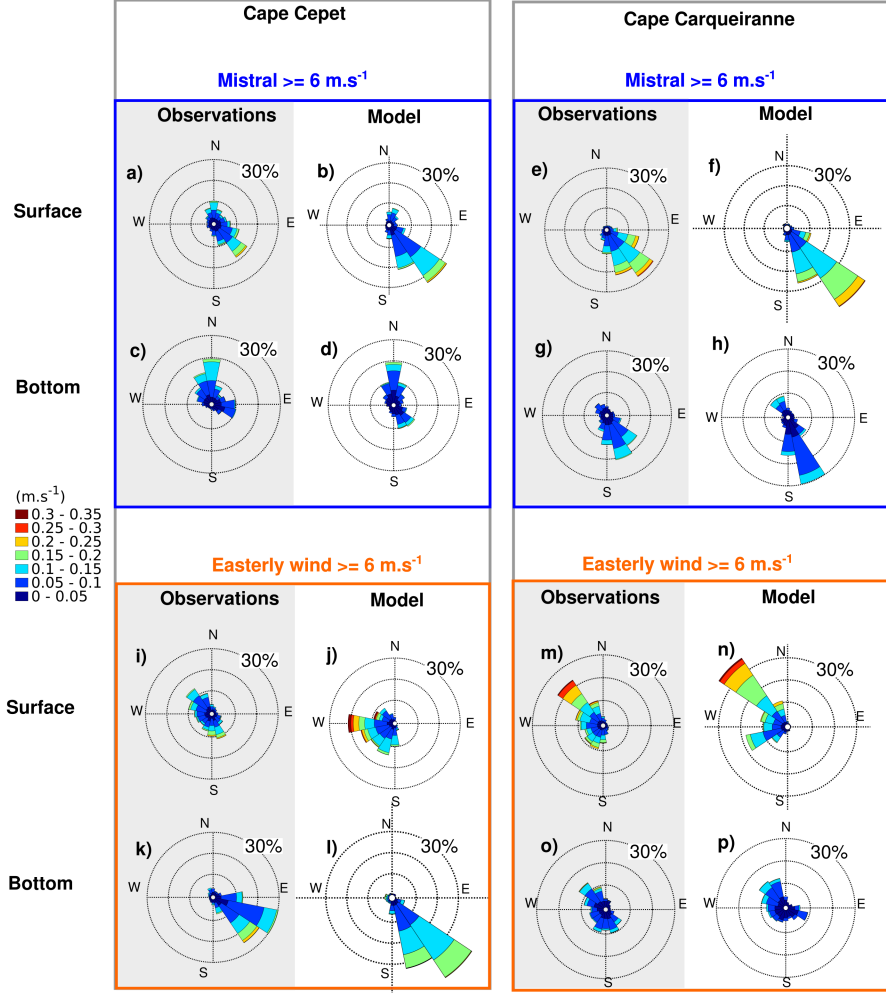 Cape Cepet
Cape Carqueiranne
Mistral >= 6 m.s⁻¹
Mistral >= 6 m.s⁻¹
Observations
Model
Observations
Model
Surface
a)
N
30%
W
E
S
b)
N
30%
W
E
S
e)
N
30%
W
E
S
f)
N
30%
W
E
S
Bottom
c)
N
30%
W
E
S
d)
N
30%
W
E
S
g)
N
30%
W
E
S
h)
N
30%
W
E
S
(m.s⁻¹)
0.3 - 0.35
0.25 - 0.3
0.2 - 0.25
0.15 - 0.2
0.1 - 0.15
0.05 - 0.1
0 - 0.05
Easterly wind >= 6 m.s⁻¹
Easterly wind >= 6 m.s⁻¹
Observations
Model
Observations
Model
Surface
i)
N
30%
W
E
S
j)
N
30%
W
E
S
m)
N
30%
W
E
S
n)
N
30%
W
E
S
Bottom
k)
N
30%
W
E
S
l)
N
30%
W
E
S
o)
N
30%
W
E
S
p)
N
30%
W
E
S